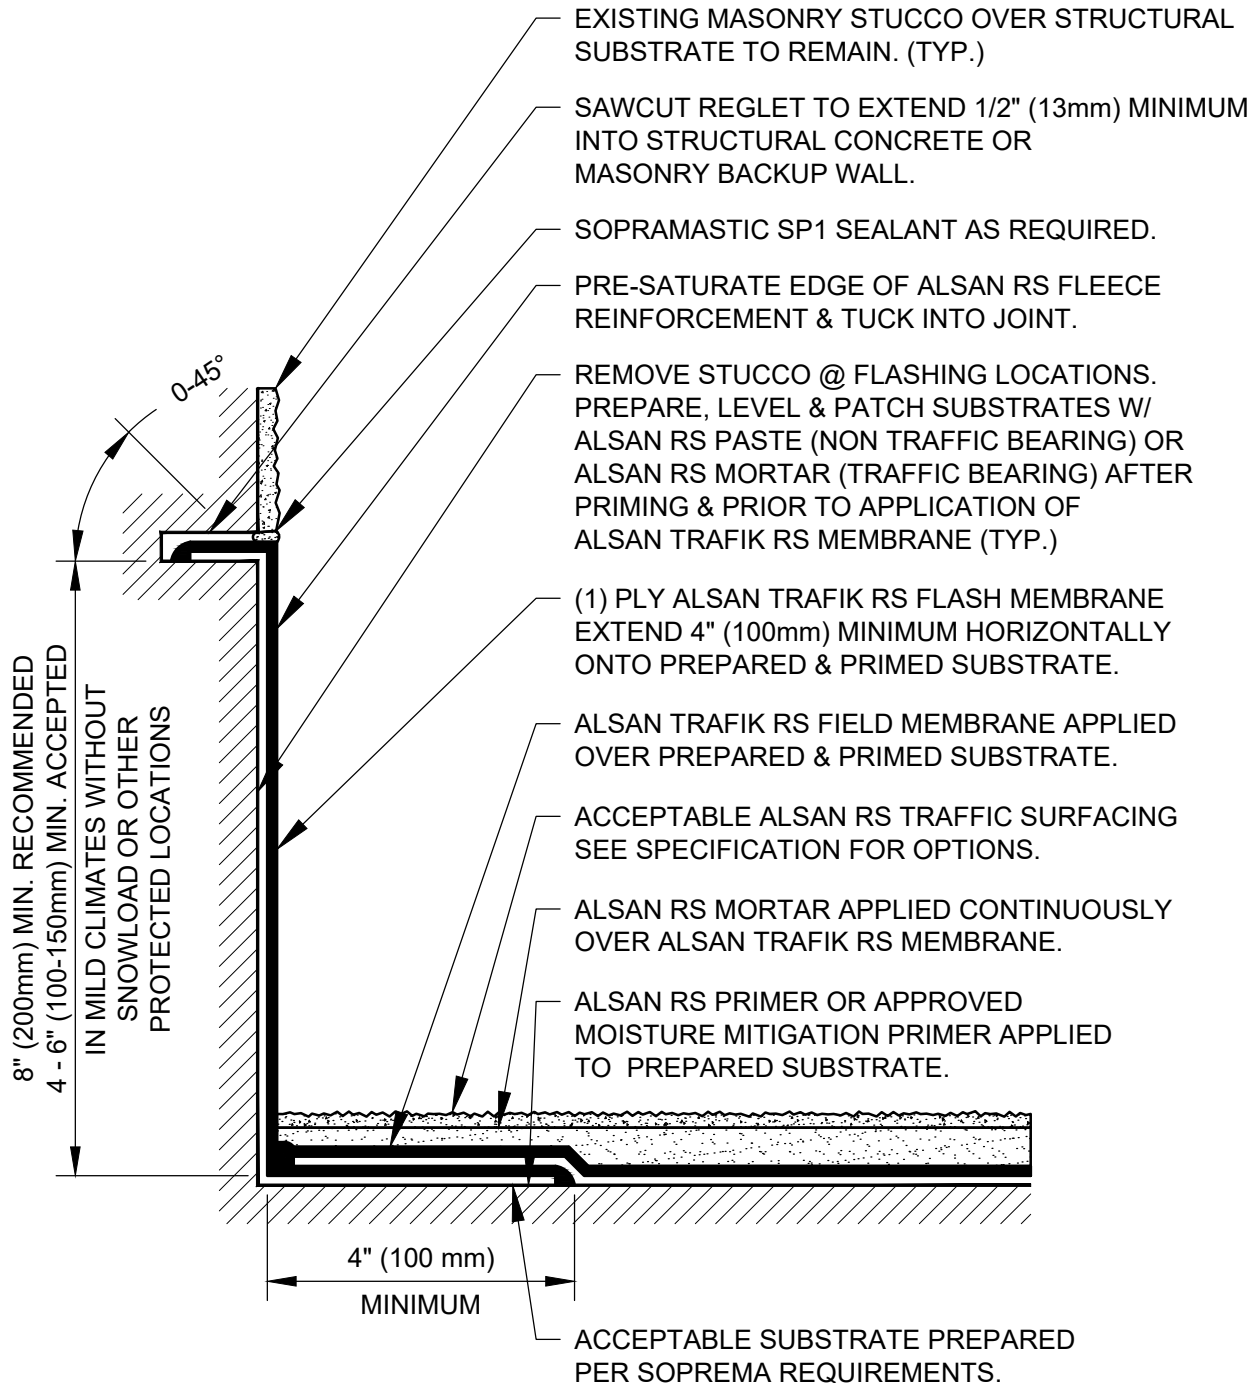 EXISTING MASONRY STUCCO OVER STRUCTURAL
SUBSTRATE TO REMAIN. (TYP.)
SAWCUT REGLET TO EXTEND 1/2" (13mm) MINIMUM
INTO STRUCTURAL CONCRETE OR
MASONRY BACKUP WALL.
SOPRAMASTIC SP1 SEALANT AS REQUIRED.
PRE-SATURATE EDGE OF ALSAN RS FLEECE
REINFORCEMENT & TUCK INTO JOINT.
REMOVE STUCCO @ FLASHING LOCATIONS.
PREPARE, LEVEL & PATCH SUBSTRATES W/
ALSAN RS PASTE (NON TRAFFIC BEARING) OR
ALSAN RS MORTAR (TRAFFIC BEARING) AFTER
PRIMING & PRIOR TO APPLICATION OF
ALSAN TRAFIK RS MEMBRANE (TYP.)
(1) PLY ALSAN TRAFIK RS FLASH MEMBRANE
EXTEND 4" (100mm) MINIMUM HORIZONTALLY
ONTO PREPARED & PRIMED SUBSTRATE.
ALSAN TRAFIK RS FIELD MEMBRANE APPLIED
OVER PREPARED & PRIMED SUBSTRATE.
ACCEPTABLE ALSAN RS TRAFFIC SURFACING
SEE SPECIFICATION FOR OPTIONS.
ALSAN RS MORTAR APPLIED CONTINUOUSLY
OVER ALSAN TRAFIK RS MEMBRANE.
ALSAN RS PRIMER OR APPROVED
MOISTURE MITIGATION PRIMER APPLIED
TO PREPARED SUBSTRATE.
0-45°
8" (200mm) MIN. RECOMMENDED
4 - 6" (100-150mm) MIN. ACCEPTED
IN MILD CLIMATES WITHOUT
SNOWLOAD OR OTHER
PROTECTED LOCATIONS
4" (100 mm)
MINIMUM
ACCEPTABLE SUBSTRATE PREPARED
PER SOPREMA REQUIREMENTS.